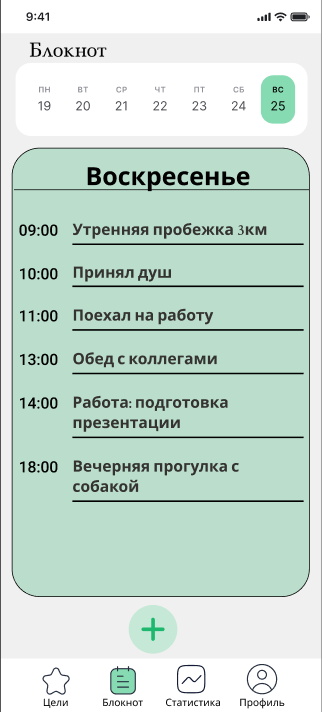 9:41
Блокнот
ПН ВТ СР ЧТ ПТ СБ ВС
19 20 21 22 23 24 25
Воскресенье
09:00 Утренняя пробежка 3км
10:00 Принял душ
11:00 Поехал на работу
13:00 Обед с коллегами
14:00 Работа: подготовка
презентации
18:00 Вечерняя прогулка с
собакой
Цели Блокнот Статистика Профиль